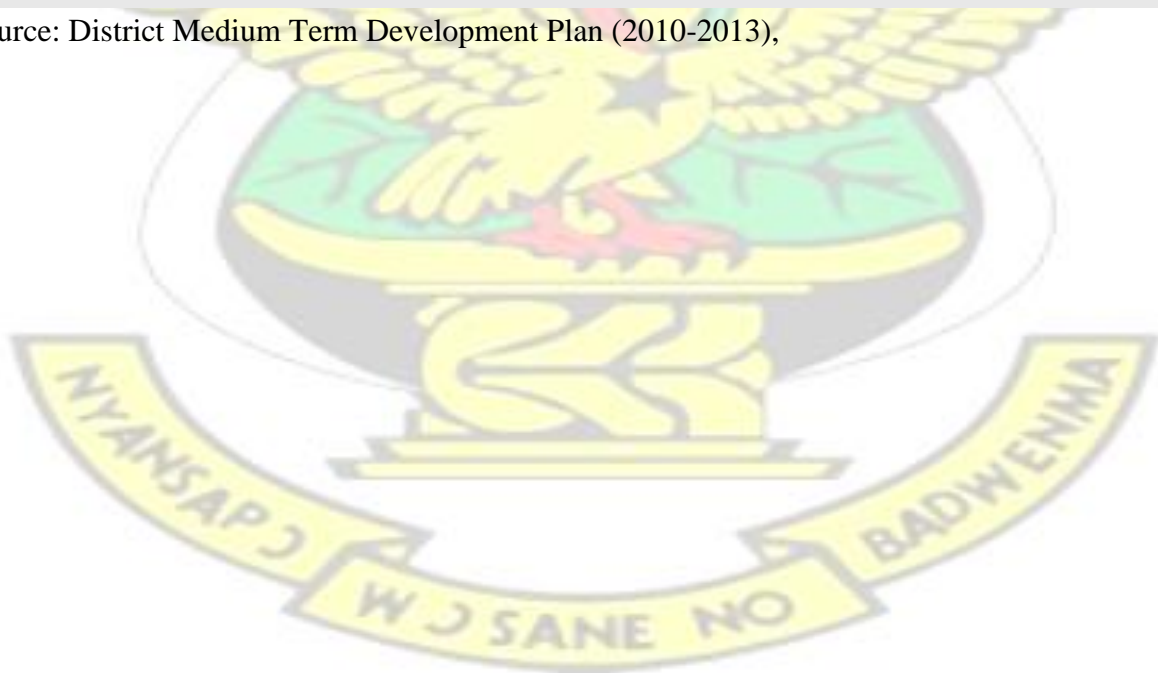 urce: District Medium Term Development Plan (2010-2013),
NYANSAPƆ
WƆSANE NO
BADWENMA